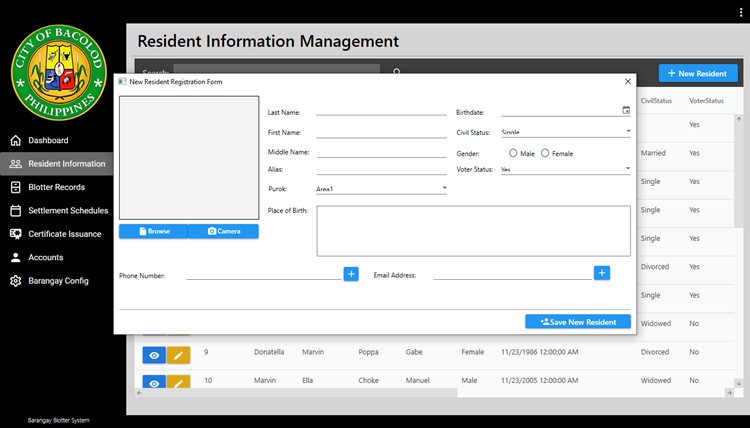 CITY OF BACOLOD
PHILIPPINES
Dashboard
Resident Information
Blotter Records
Settlement Schedules
Certificate Issuance
Accounts
Barangay Config
Barangay Blotter System
Resident Information Management
Search:
+ New Resident
New Resident Registration Form
Last Name:
First Name:
Middle Name:
Alias:
Purok: Area1
Place of Birth:
Birthdate:
Civil Status: Single
Gender: Male Female
Voter Status: Yes
Browse Camera
Phone Number: +
Email Address: +
Save New Resident
CivilStatus VoterStatus
Yes
Married Yes
Single Yes
Single Yes
Single Yes
Divorced Yes
Single Yes
Widowed No
9 Donatella Marvin Poppa Gabe Female 11/23/1986 12:00:00 AM Divorced No
10 Marvin Ella Choke Manuel Male 11/23/2005 12:00:00 AM Widowed No